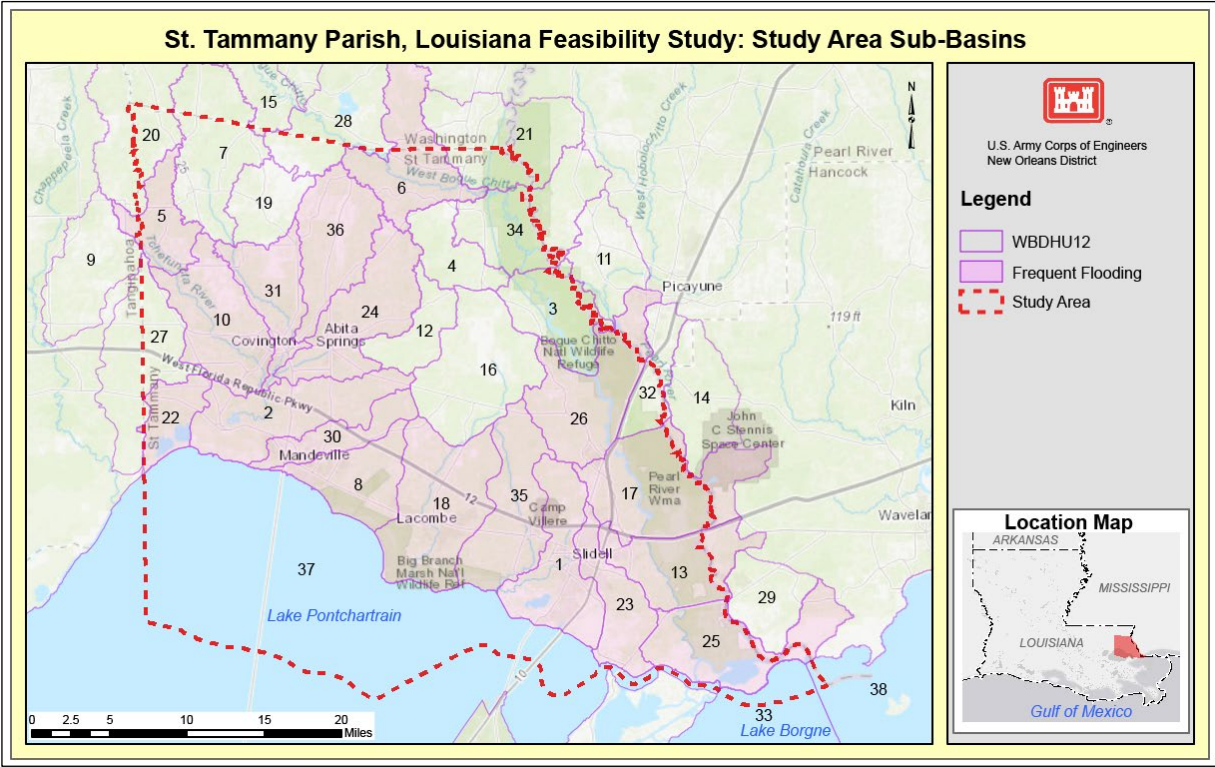 St. Tammany Parish, Louisiana Feasibility Study: Study Area Sub-Basins
15
28
N
20
21
7
Washington
St Tammany
West Bogue Chitto
Pearl River
Hancock
Chappepeela Creek
West Hobolochitto Creek
Catahoula Creek
25
6
19
5
36
34
9
Tangipahoa
Tchefuncta River
4
11
Picayune
31
3
10
24
12
119 ft
27
Covington
Abita
Springs
Bogue Chitto
Natl Wildlife
Refuge
West Florida Republic Pkwy
16
32
14
Kiln
22
St Tammany
2
26
John
C Stennis
Space Center
30
Mandeville
8
12
35
17
Pearl
River
Wma
18
Lacombe
Camp
Villere
Slidell
37
Big Branch
Marsh Nat'l
Wildlife Ref
1
13
29
Lake Pontchartrain
23
25
10
38
33
Lake Borgne
0 2.5 5 10 15 20
Miles
®
U.S. Army Corps of Engineers
New Orleans District
Legend
WBDHU12
Frequent Flooding
Study Area
Location Map
ARKANSAS
MISSISSIPPI
LOUISIANA
Gulf of Mexico